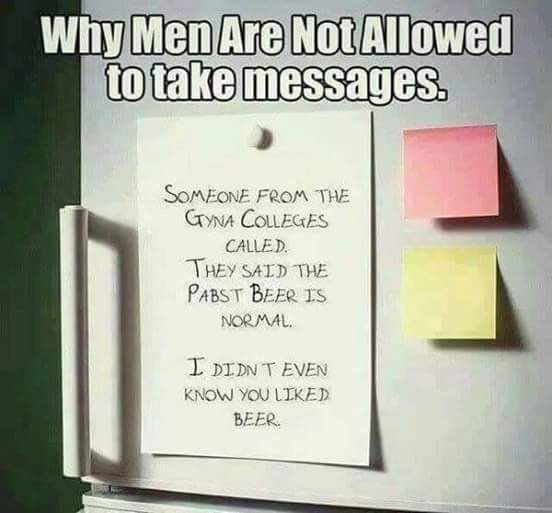 Why Men Are Not Allowed
to take messages.
SOMEONE FROM THE
GYNA COLLEGES
CALLED.
THEY SAID THE
PABST BEER IS
NORMAL.
I DIDN T EVEN
KNOW YOU LIKED
BEER.